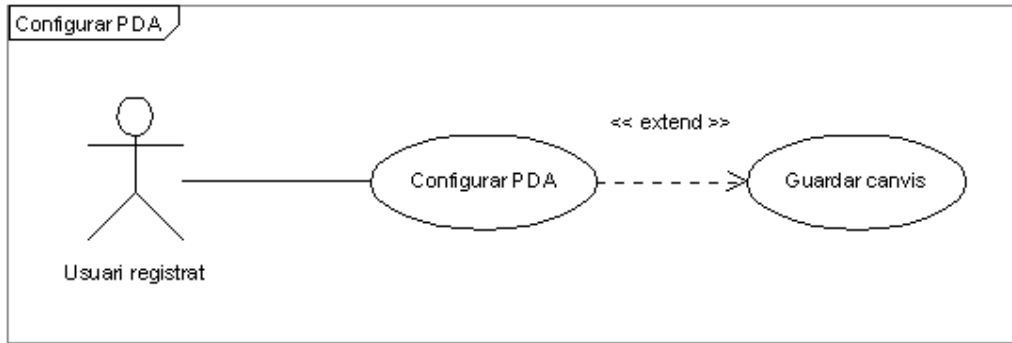 Configurar PDA
<< extend >>
Configurar PDA
Guardar canvis
Usuari registrat